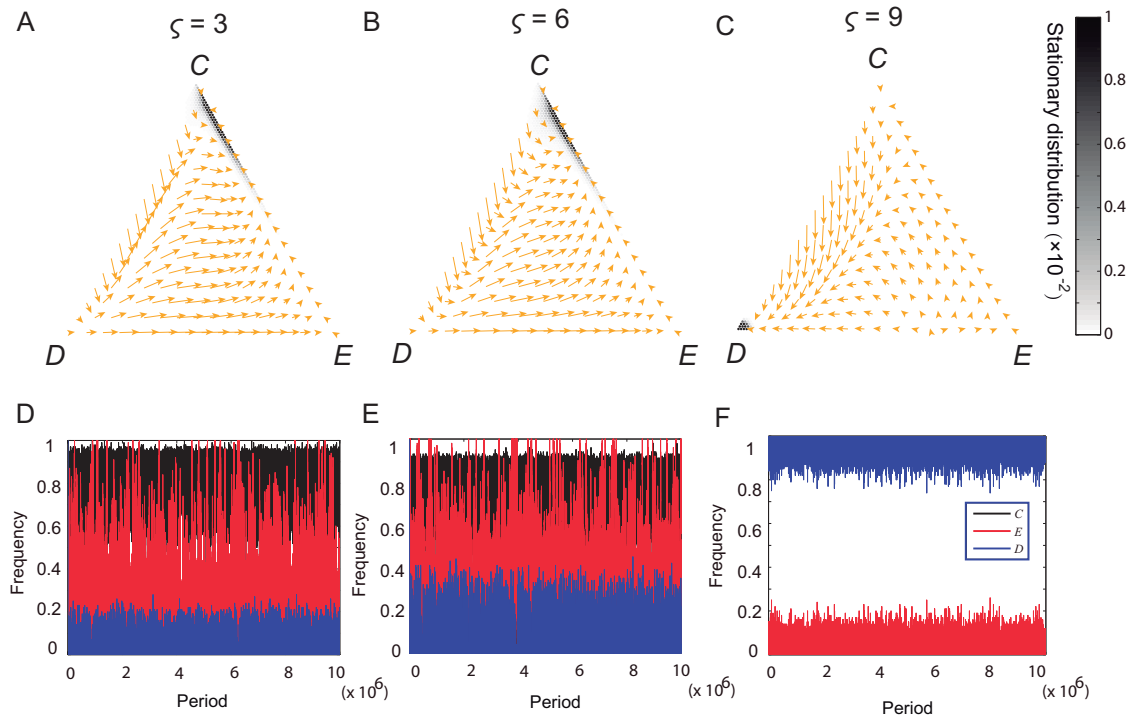 A
ς = 3
B
ς = 6
C
ς = 9
C
D
E
C
D
E
C
D
E
1
0.8
0.6
0.4
0.2
0
Stationary distribution (×10⁻²)
D
Frequency
1
0.8
0.6
0.4
0.2
0
0 2 4 6 8 10
Period
(x 10⁶)
E
Frequency
1
0.8
0.6
0.4
0.2
0
0 2 4 6 8 10
Period
(x 10⁶)
F
Frequency
1
0.8
0.6
0.4
0.2
0
C
E
D
0 2 4 6 8 10
Period
(x 10⁶)